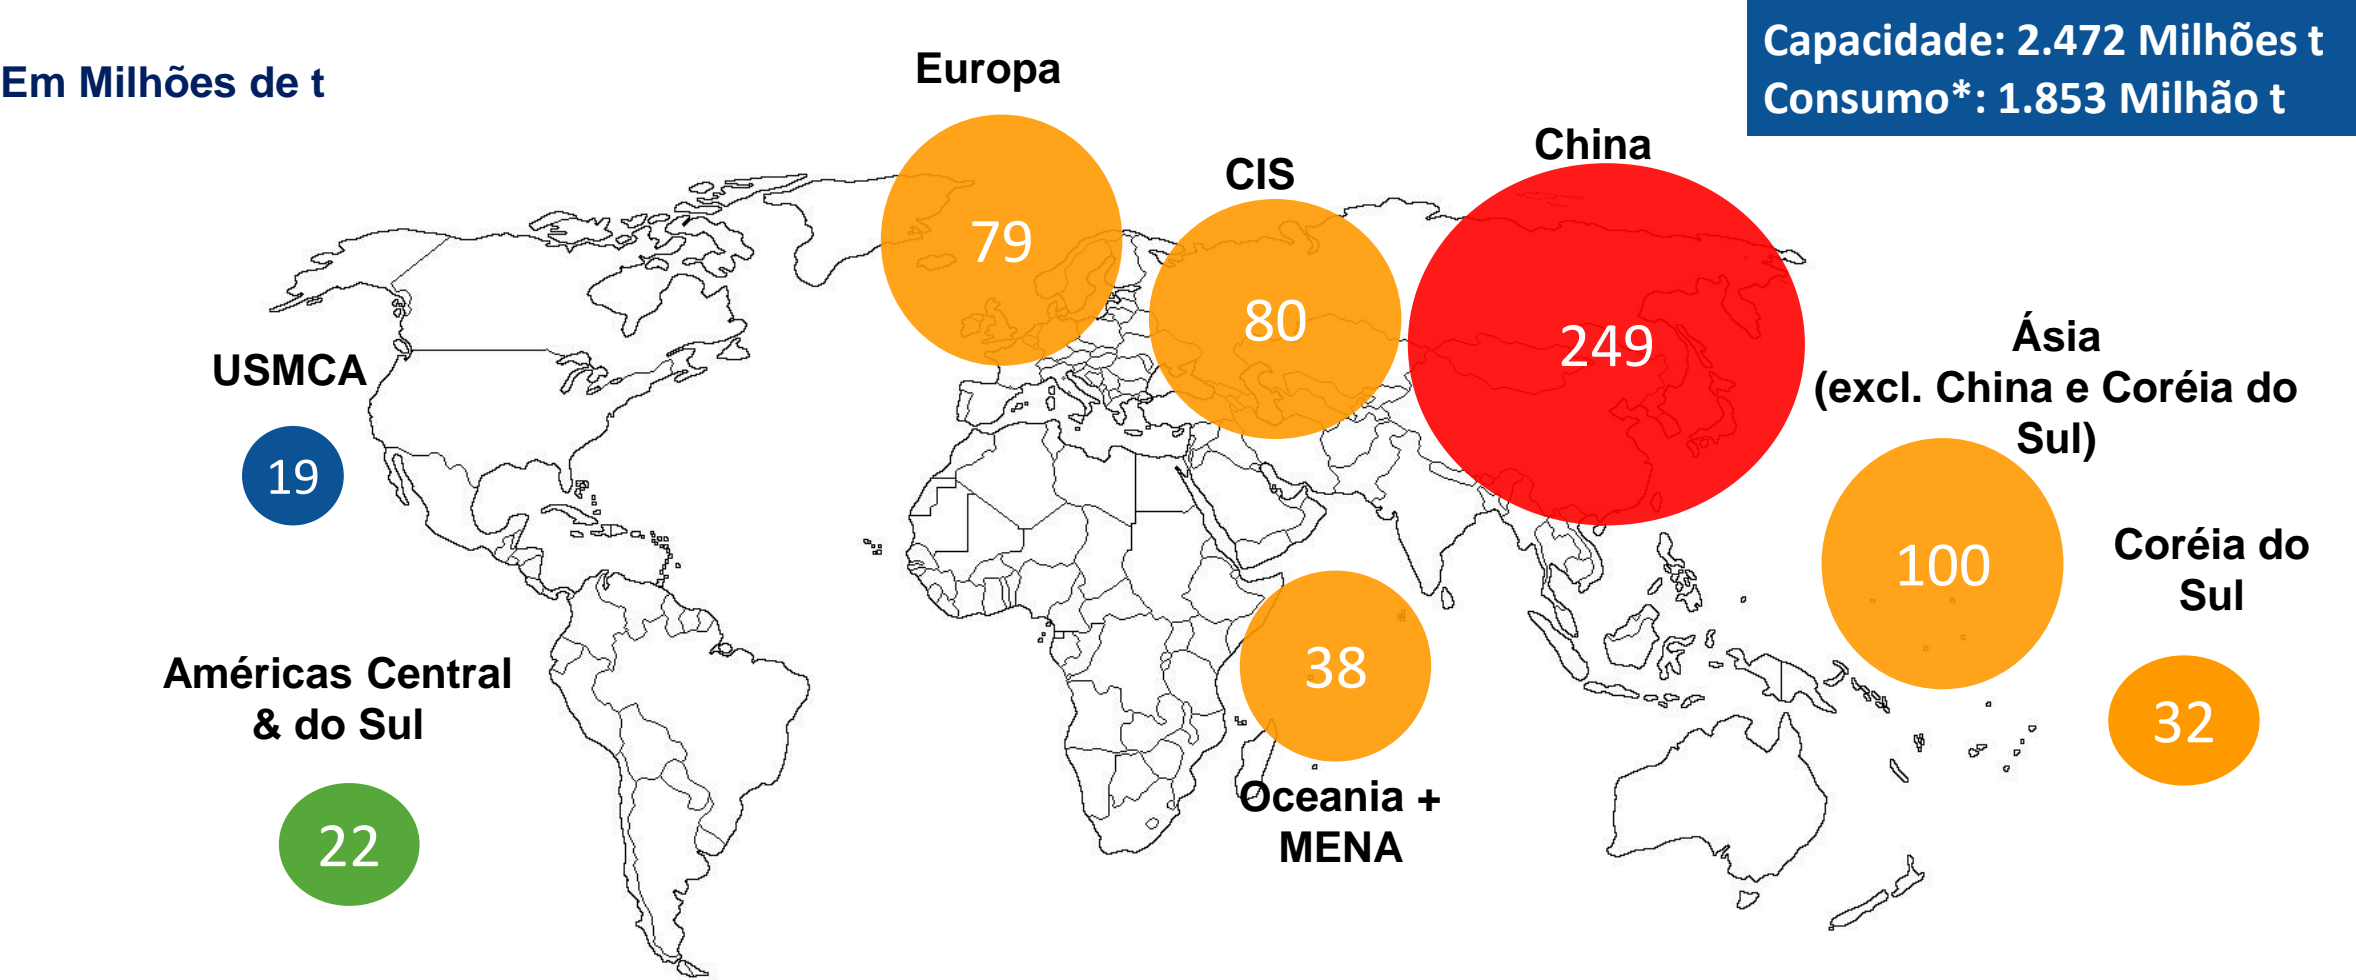 Em Milhões de t
Capacidade: 2.472 Milhões t
Consumo*: 1.853 Milhão t
Europa
79
CIS
80
China
249
USMCA
19
Ásia
(excl. China e Coréia do
Sul)
100
Coréia do
Sul
32
Américas Central
& do Sul
22
38
Oceania +
MENA